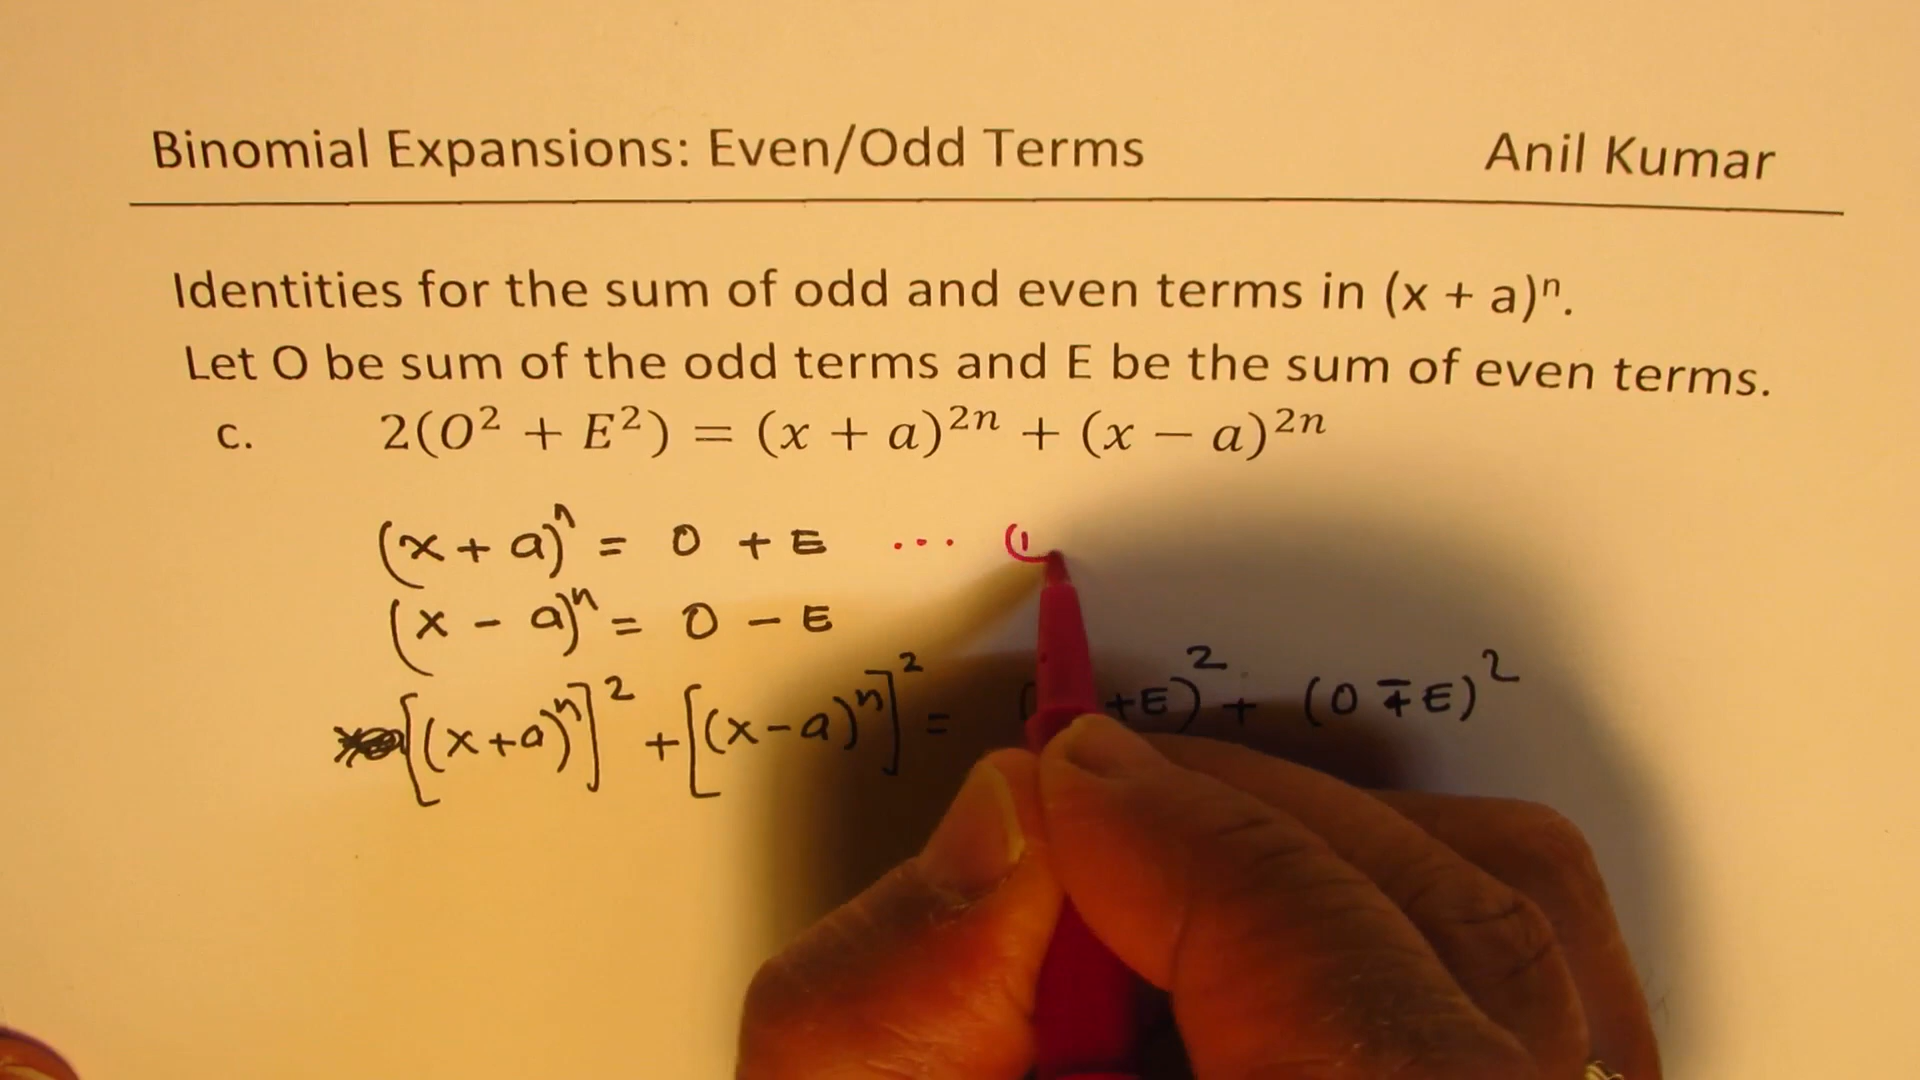 Binomial Expansions: Even/Odd Terms Anil Kumar
Identities for the sum of odd and even terms in (x + a)ⁿ.
Let O be sum of the odd terms and E be the sum of even terms.
c. 2(O² + E²) = (x + a)²ⁿ + (x − a)²ⁿ
(x + a)ⁿ = O + E ... (1
(x − a)ⁿ = O − E
[(x+a)ⁿ]² + [(x−a)ⁿ]² = ( +E)² + (O ∓ E)²